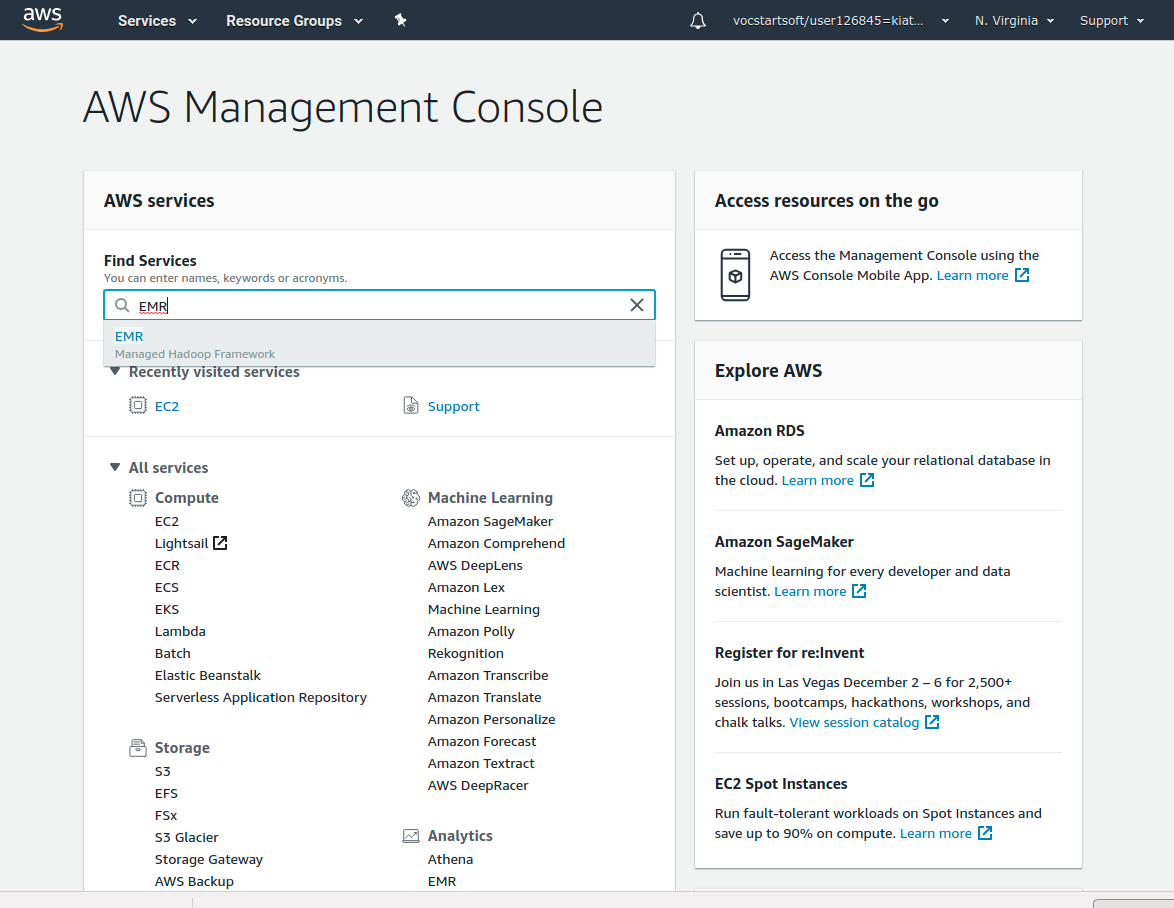 aws Services Resource Groups vocstartsoft/user126845=kiat... N. Virginia Support
AWS Management Console
AWS services
Find Services
You can enter names, keywords or acronyms.
EMR
EMR
Managed Hadoop Framework
Recently visited services
EC2
Support
All services
Compute
EC2
Lightsail
ECR
ECS
EKS
Lambda
Batch
Elastic Beanstalk
Serverless Application Repository
Storage
S3
EFS
FSx
S3 Glacier
Storage Gateway
AWS Backup
Machine Learning
Amazon SageMaker
Amazon Comprehend
AWS DeepLens
Amazon Lex
Machine Learning
Amazon Polly
Rekognition
Amazon Transcribe
Amazon Translate
Amazon Personalize
Amazon Forecast
Amazon Textract
AWS DeepRacer
Analytics
Athena
EMR
Access resources on the go
Access the Management Console using the
AWS Console Mobile App. Learn more
Explore AWS
Amazon RDS
Set up, operate, and scale your relational database in
the cloud. Learn more
Amazon SageMaker
Machine learning for every developer and data
scientist. Learn more
Register for re:Invent
Join us in Las Vegas December 2 – 6 for 2,500+
sessions, bootcamps, hackathons, workshops, and
chalk talks. View session catalog
EC2 Spot Instances
Run fault-tolerant workloads on Spot Instances and
save up to 90% on compute. Learn more